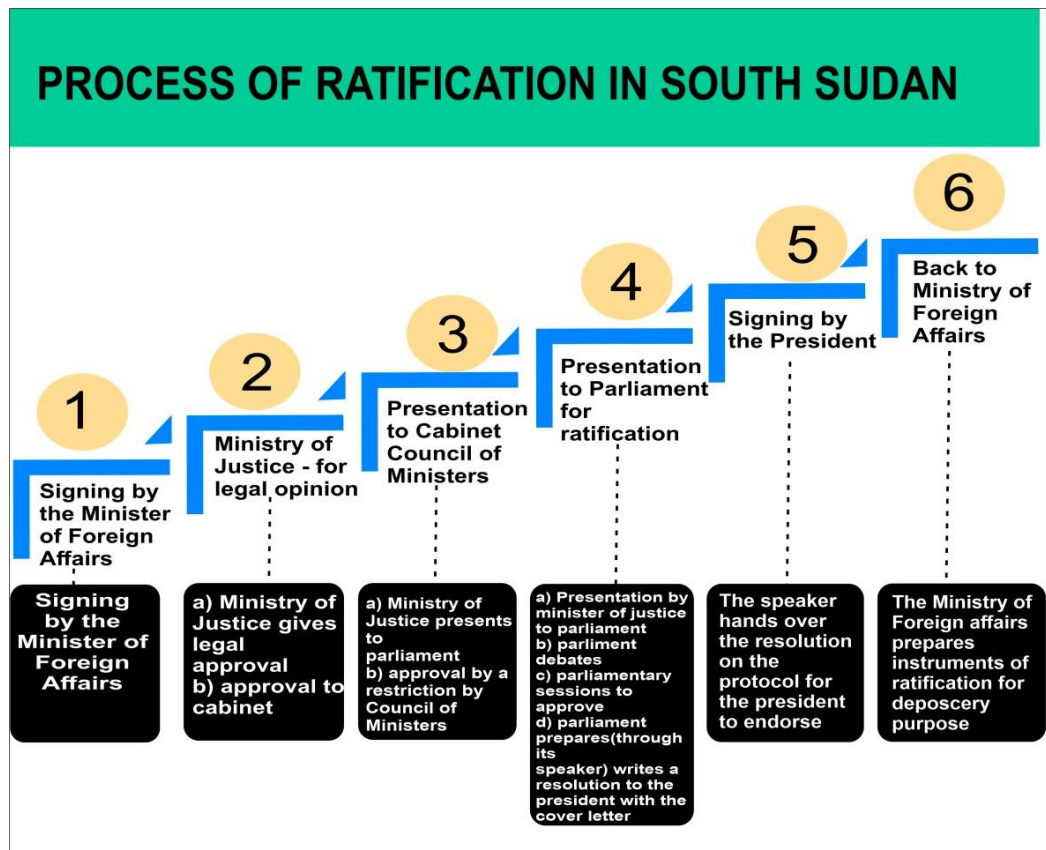 PROCESS OF RATIFICATION IN SOUTH SUDAN
1
Signing by
the Minister
of Foreign
Affairs
Signing
by the
Minister of
Foreign
Affairs
2
Ministry of
Justice - for
legal opinion
a) Ministry of
Justice gives
legal
approval
b) approval to
cabinet
3
Presentation
to Cabinet
Council of
Ministers
a) Ministry of
Justice presents
to
parliament
b) approval by a
restriction by
Council of
Ministers
4
Presentation
to Parliament
for
ratification
a) Presentation by
minister of justice
to parliament
b) parliment
debates
c) parliamentary
sessions to
approve
d) parliament
prepares(through
its
speaker) writes a
resolution to the
president with the
cover letter
5
Signing by
the President
The speaker
hands over
the resolution
on the
protocol for
the president
to endorse
6
Back to
Ministry of
Foreign
Affairs
The Ministry of
Foreign affairs
prepares
instruments of
ratification for
deposcery
purpose